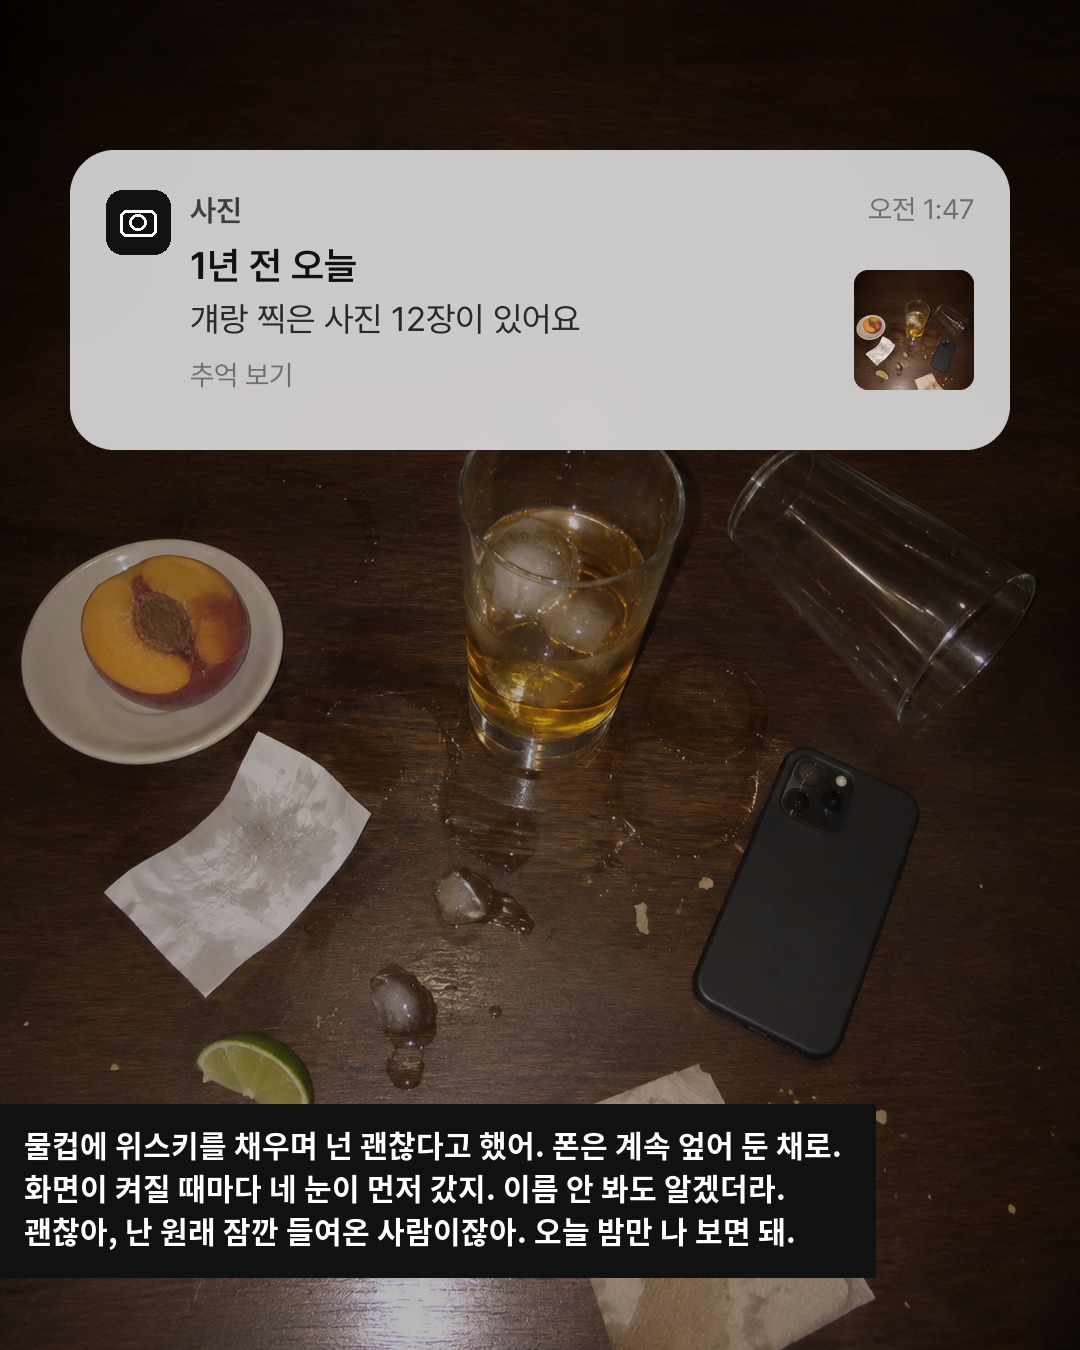 사진
오전 1:47
1년 전 오늘
걔랑 찍은 사진 12장이 있어요
추억 보기
물컵에 위스키를 채우며 넌 괜찮다고 했어. 폰은 계속 엎어 둔 채로.
화면이 켜질 때마다 네 눈이 먼저 갔지. 이름 안 봐도 알겠더라.
괜찮아, 난 원래 잠깐 들여온 사람이잖아. 오늘 밤만 나 보면 돼.